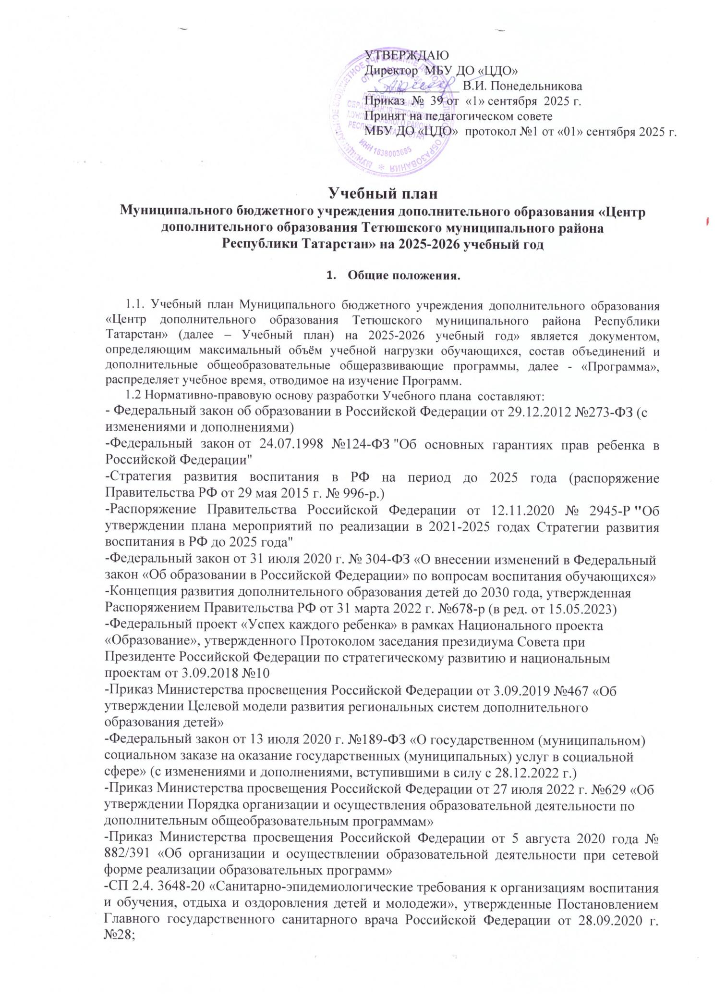 УТВЕРЖДАЮ
Директор МБУ ДО «ЦДО»
______________ В.И. Понедельникова
Приказ № 39 от «1» сентября 2025 г.
Принят на педагогическом совете
МБУ ДО «ЦДО» протокол №1 от «01» сентября 2025 г.
ИНН 1638003685
Учебный план
Муниципального бюджетного учреждения дополнительного образования «Центр
дополнительного образования Тетюшского муниципального района
Республики Татарстан» на 2025-2026 учебный год
1. Общие положения.
1.1. Учебный план Муниципального бюджетного учреждения дополнительного образования
«Центр дополнительного образования Тетюшского муниципального района Республики
Татарстан» (далее – Учебный план) на 2025-2026 учебный год» является документом,
определяющим максимальный объём учебной нагрузки обучающихся, состав объединений и
дополнительные общеобразовательные общеразвивающие программы, далее - «Программа»,
распределяет учебное время, отводимое на изучение Программ.
1.2 Нормативно-правовую основу разработки Учебного плана составляют:
- Федеральный закон об образовании в Российской Федерации от 29.12.2012 №273-ФЗ (с
изменениями и дополнениями)
-Федеральный закон от 24.07.1998 №124-ФЗ "Об основных гарантиях прав ребенка в
Российской Федерации"
-Стратегия развития воспитания в РФ на период до 2025 года (распоряжение
Правительства РФ от 29 мая 2015 г. № 996-р.)
-Распоряжение Правительства Российской Федерации от 12.11.2020 № 2945-Р "Об
утверждении плана мероприятий по реализации в 2021-2025 годах Стратегии развития
воспитания в РФ до 2025 года"
-Федеральный закон от 31 июля 2020 г. № 304-ФЗ «О внесении изменений в Федеральный
закон «Об образовании в Российской Федерации» по вопросам воспитания обучающихся»
-Концепция развития дополнительного образования детей до 2030 года, утвержденная
Распоряжением Правительства РФ от 31 марта 2022 г. №678-р (в ред. от 15.05.2023)
-Федеральный проект «Успех каждого ребенка» в рамках Национального проекта
«Образование», утвержденного Протоколом заседания президиума Совета при
Президенте Российской Федерации по стратегическому развитию и национальным
проектам от 3.09.2018 №10
-Приказ Министерства просвещения Российской Федерации от 3.09.2019 №467 «Об
утверждении Целевой модели развития региональных систем дополнительного
образования детей»
-Федеральный закон от 13 июля 2020 г. №189-ФЗ «О государственном (муниципальном)
социальном заказе на оказание государственных (муниципальных) услуг в социальной
сфере» (с изменениями и дополнениями, вступившими в силу с 28.12.2022 г.)
-Приказ Министерства просвещения Российской Федерации от 27 июля 2022 г. №629 «Об
утверждении Порядка организации и осуществления образовательной деятельности по
дополнительным общеобразовательным программам»
-Приказ Министерства просвещения Российской Федерации от 5 августа 2020 года №
882/391 «Об организации и осуществлении образовательной деятельности при сетевой
форме реализации образовательных программ»
-СП 2.4. 3648-20 «Санитарно-эпидемиологические требования к организациям воспитания
и обучения, отдыха и оздоровления детей и молодежи», утвержденные Постановлением
Главного государственного санитарного врача Российской Федерации от 28.09.2020 г.
№28;